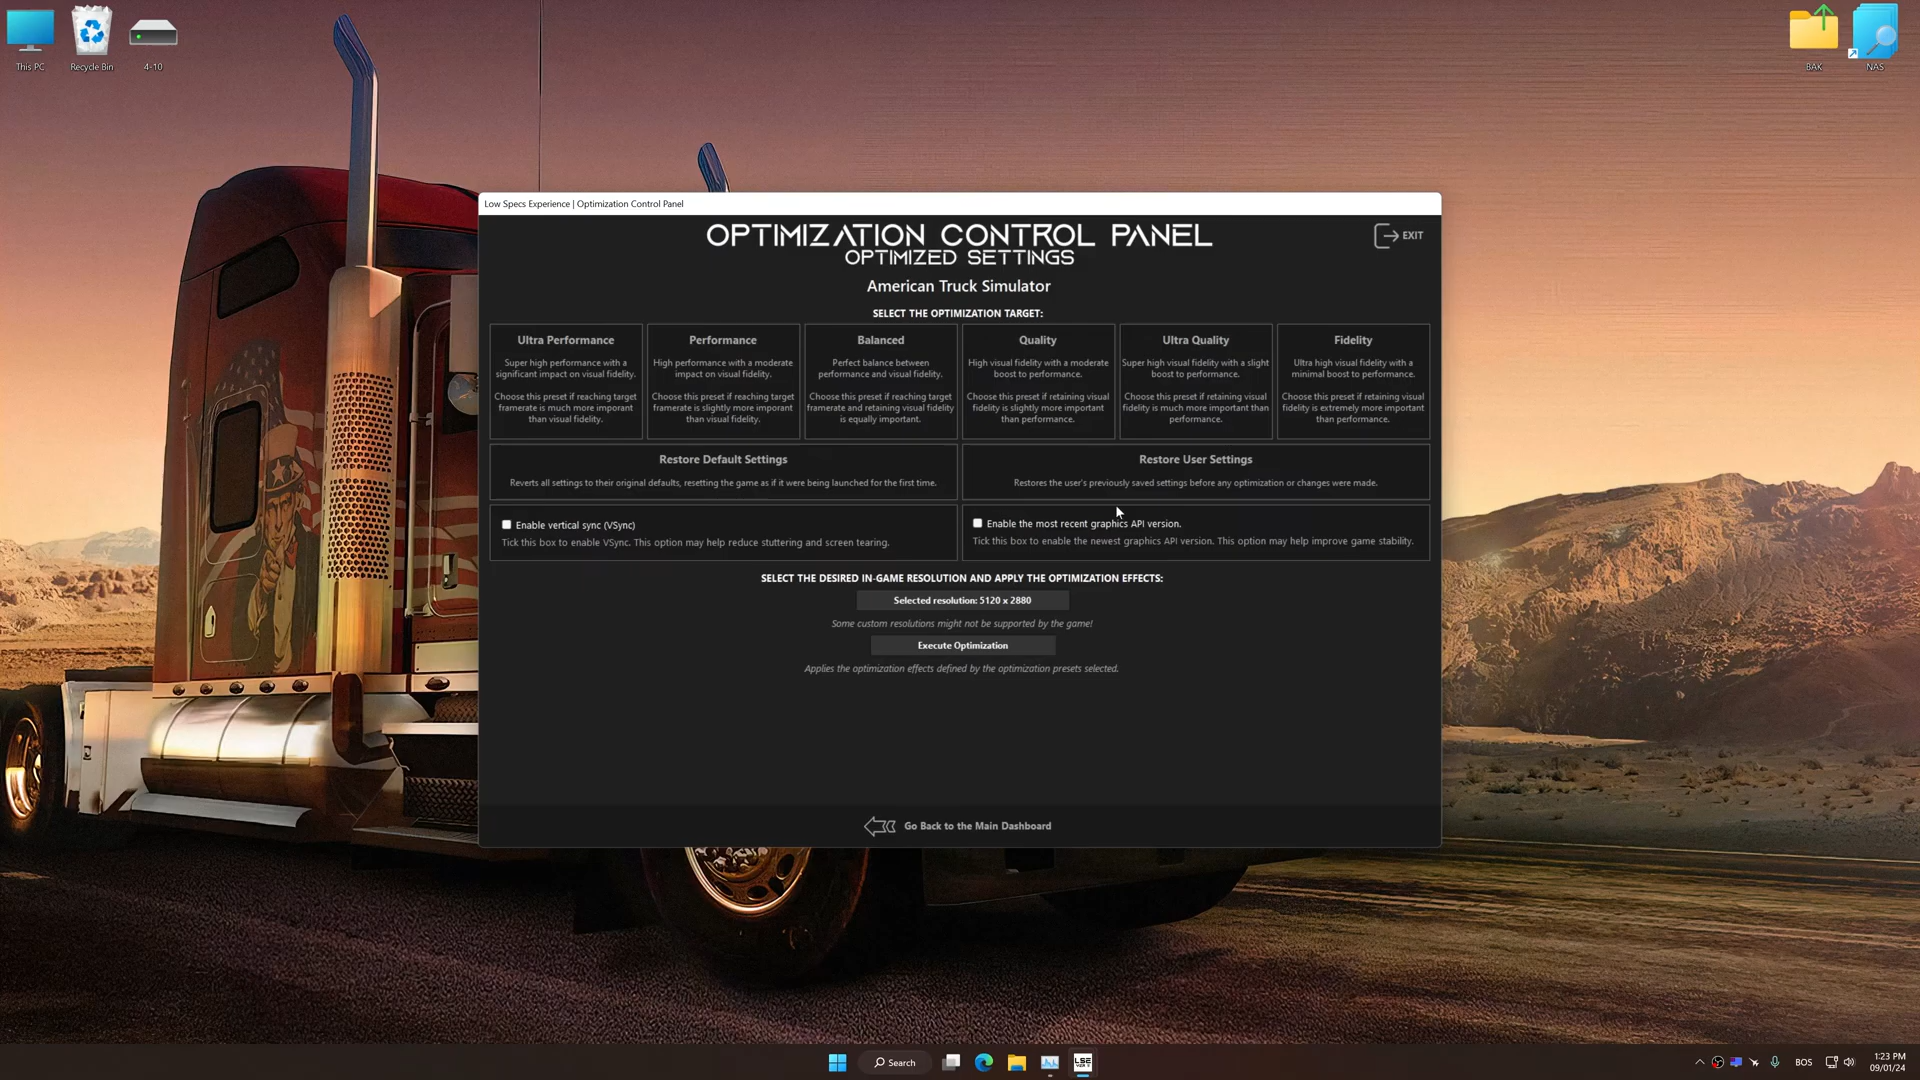 This PC
Recycle Bin
4-10
BAK
NAS
Low Specs Experience | Optimization Control Panel
OPTIMIZATION CONTROL PANEL
OPTIMIZED SETTINGS
EXIT
American Truck Simulator
SELECT THE OPTIMIZATION TARGET:
Ultra Performance
Super high performance with a
significant impact on visual fidelity.
Choose this preset if reaching target
framerate is much more imporant
than visual fidelity.
Performance
High performance with a moderate
impact on visual fidelity.
Choose this preset if reaching target
framerate is slightly more imporant
than visual fidelity.
Balanced
Perfect balance between
performance and visual fidelity.
Choose this preset if reaching target
framerate and retaining visual fidelity
is equally important.
Quality
High visual fidelity with a moderate
boost to performance.
Choose this preset if retaining visual
fidelity is slightly more important
than performance.
Ultra Quality
Super high visual fidelity with a slight
boost to performance.
Choose this preset if retaining visual
fidelity is much more important than
performance.
Fidelity
Ultra high visual fidelity with a
minimal boost to performance.
Choose this preset if retaining visual
fidelity is extremely more important
than performance.
Restore Default Settings
Reverts all settings to their original defaults, resetting the game as if it were being launched for the first time.
Restore User Settings
Restores the user's previously saved settings before any optimization or changes were made.
Enable vertical sync (VSync)
Tick this box to enable VSync. This option may help reduce stuttering and screen tearing.
Enable the most recent graphics API version.
Tick this box to enable the newest graphics API version. This option may help improve game stability.
SELECT THE DESIRED IN-GAME RESOLUTION AND APPLY THE OPTIMIZATION EFFECTS:
Selected resolution: 5120 x 2880
Some custom resolutions might not be supported by the game!
Execute Optimization
Applies the optimization effects defined by the optimization presets selected.
Go Back to the Main Dashboard
Search
LSE
BOS
1:23 PM
09/01/24